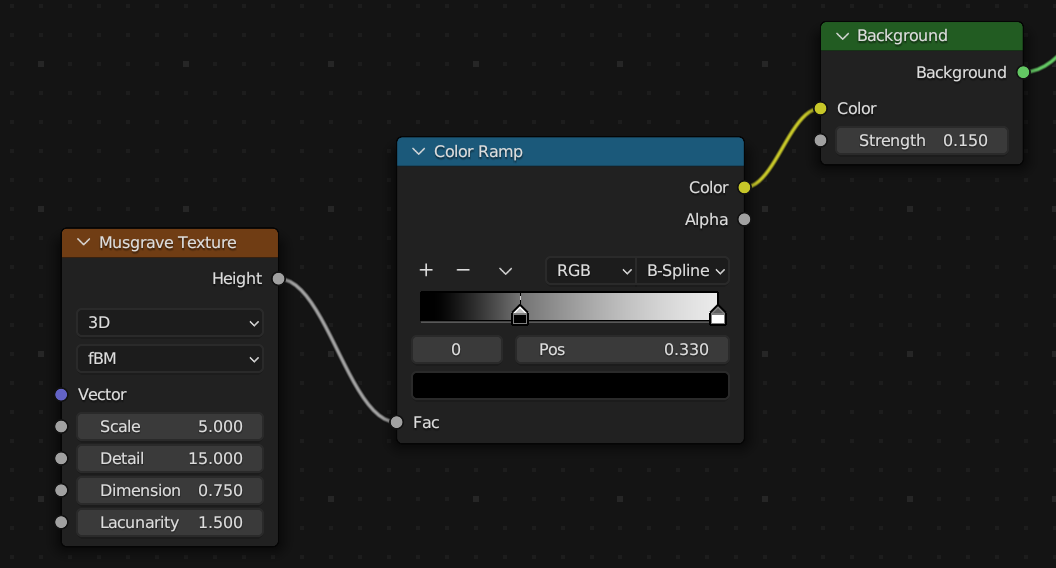 Background
Background
Color
Strength 0.150
Color Ramp
Color
Alpha
+ − RGB B-Spline
0 Pos 0.330
Fac
Musgrave Texture
Height
3D
fBM
Vector
Scale 5.000
Detail 15.000
Dimension 0.750
Lacunarity 1.500